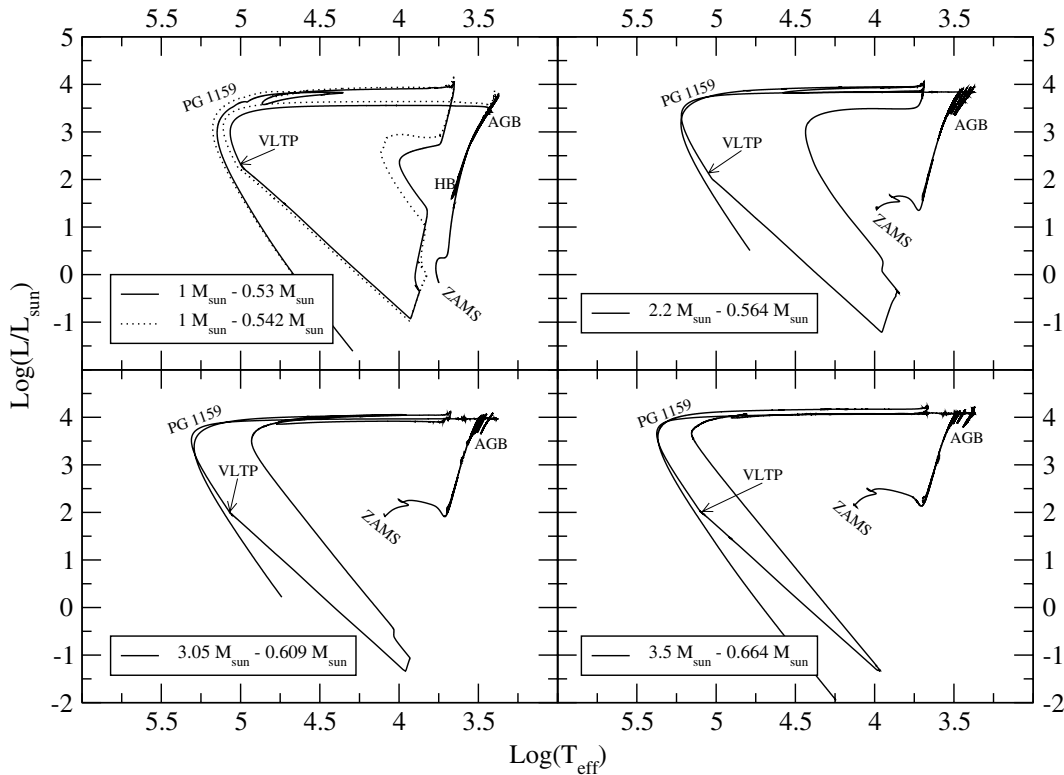 5.5 5 4.5 4 3.5 5.5 5 4.5 4 3.5
5 5
4 4
3 3
2 2
1 1
0 0
-1 -1
PG 1159
VLTP
AGB
HB
ZAMS
1 M_sun - 0.53 M_sun
1 M_sun - 0.542 M_sun
PG 1159
VLTP
AGB
ZAMS
2.2 M_sun - 0.564 M_sun
Log(L/L_sun)
4 4
3 3
2 2
1 1
0 0
-1 -1
-2 -2
PG 1159
VLTP
AGB
ZAMS
3.05 M_sun - 0.609 M_sun
PG 1159
VLTP
AGB
ZAMS
3.5 M_sun - 0.664 M_sun
5.5 5 4.5 4 3.5 5.5 5 4.5 4 3.5
Log(T_eff)